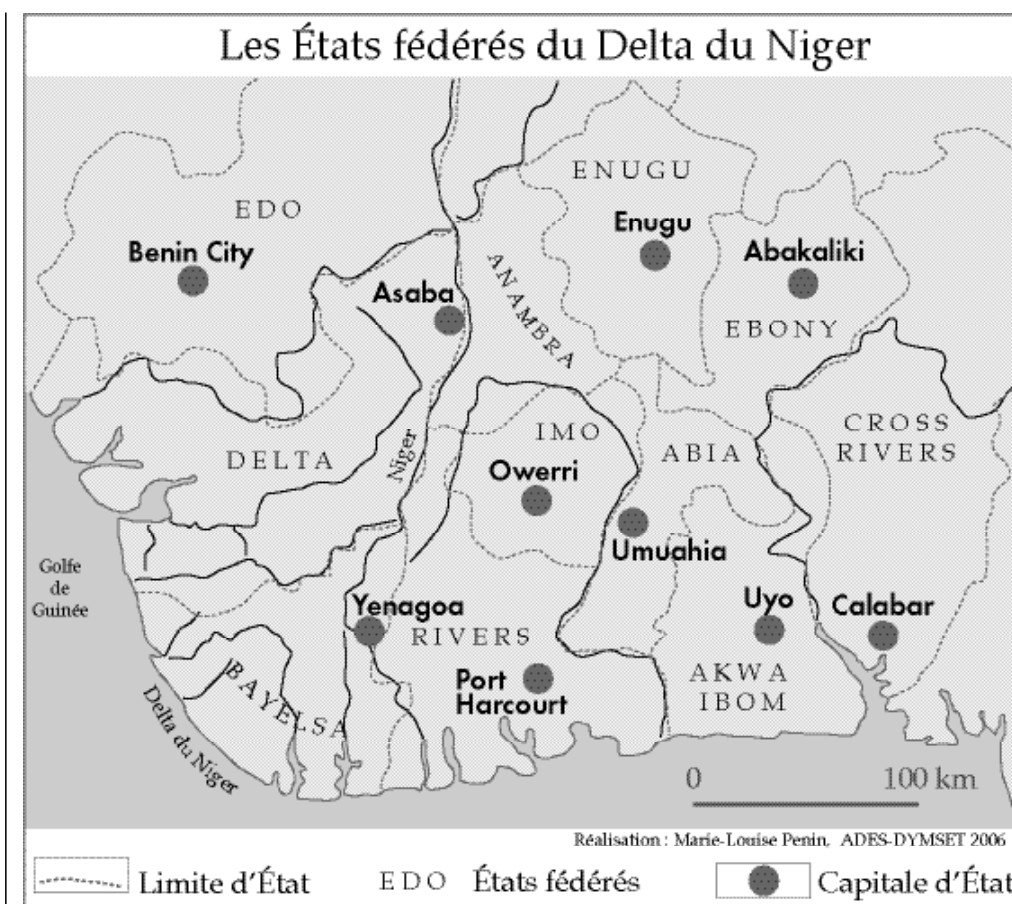 Les États fédérés du Delta du Niger
ENUGU
EDO
Enugu
Benin City
Abakaliki
ANAMBRA
Asaba
EBONY
CROSS
RIVERS
IMO
ABIA
DELTA
Niger
Owerri
Umuahia
Golfe
de
Guinée
Yenagoa
Uyo
Calabar
RIVERS
BAYELSA
Port
Harcourt
AKWA
IBOM
Delta du Niger
0 100 km
Réalisation : Marie-Louise Penin, ADES-DYMSET 2006
Limite d'État EDO États fédérés Capitale d'État